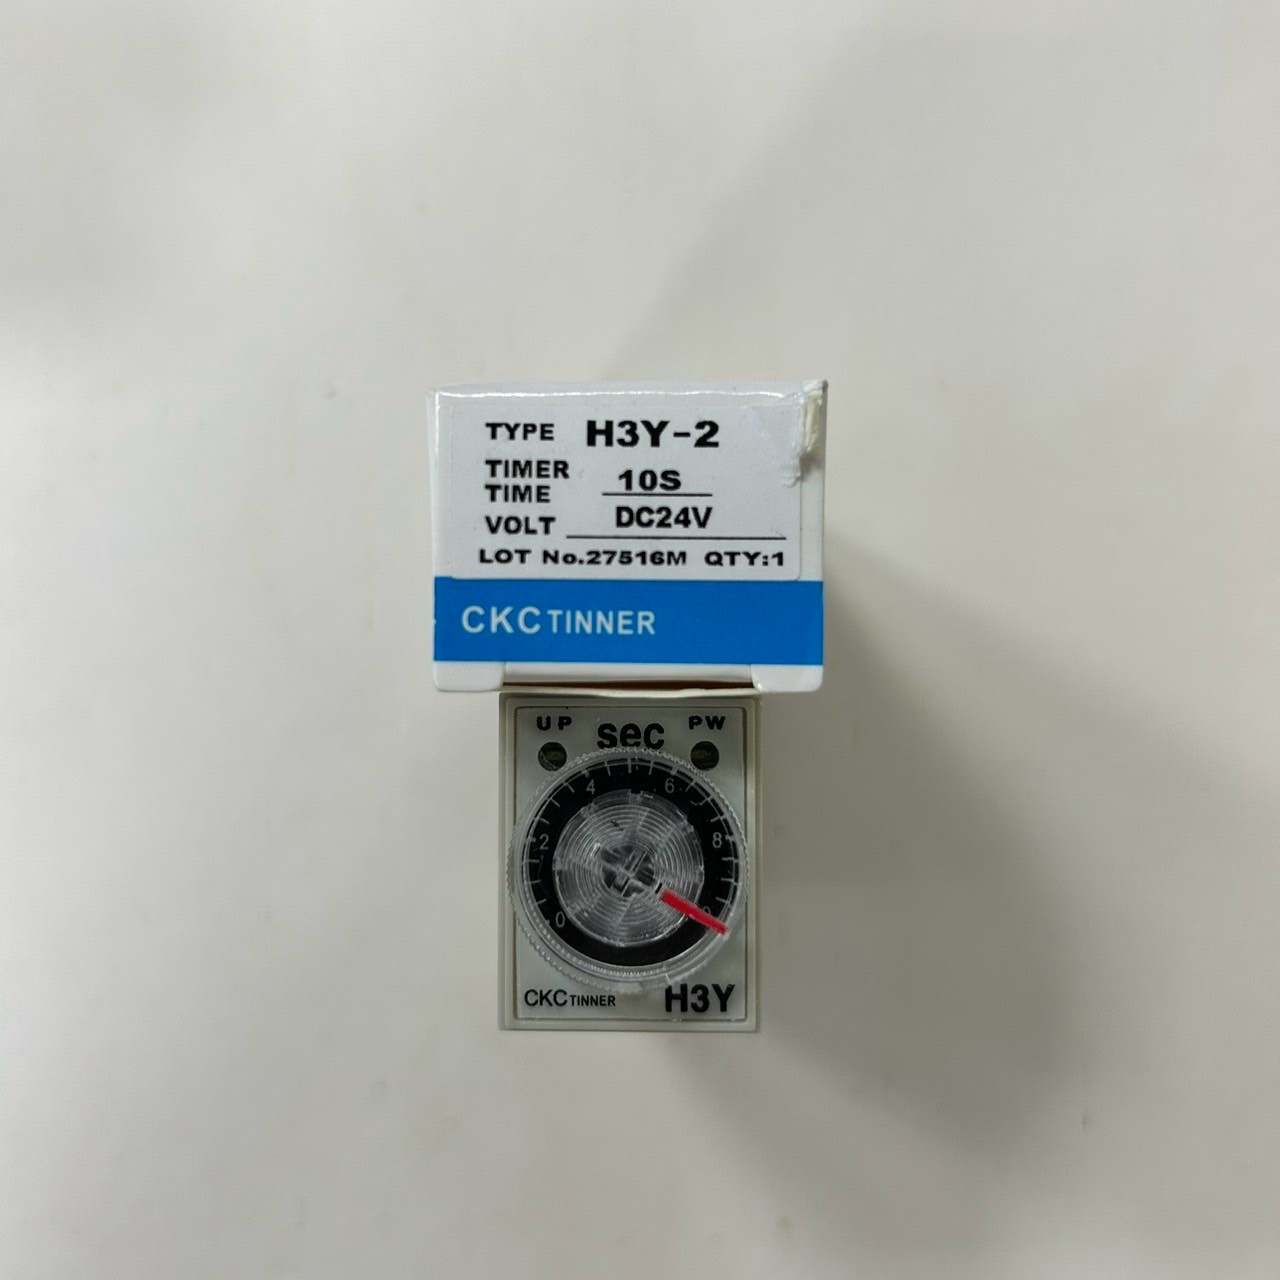 TYPE H3Y-2
TIMER
TIME 10S
VOLT DC24V
LOT No.27516M QTY:1
CKC TINNER
UP sec PW
0 2 4 6 8
CKC TINNER H3Y